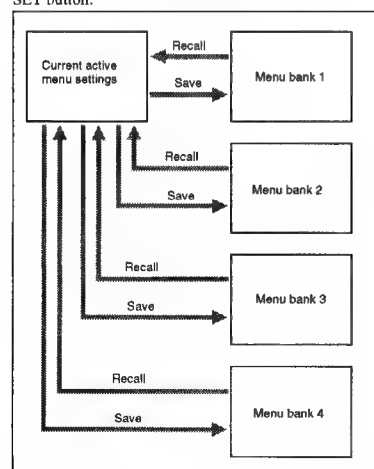 SET button.
Recall
Current active
menu settings
Menu bank 1
Save
Recall
Menu bank 2
Save
Recall
Menu bank 3
Save
Recall
Menu bank 4
Save